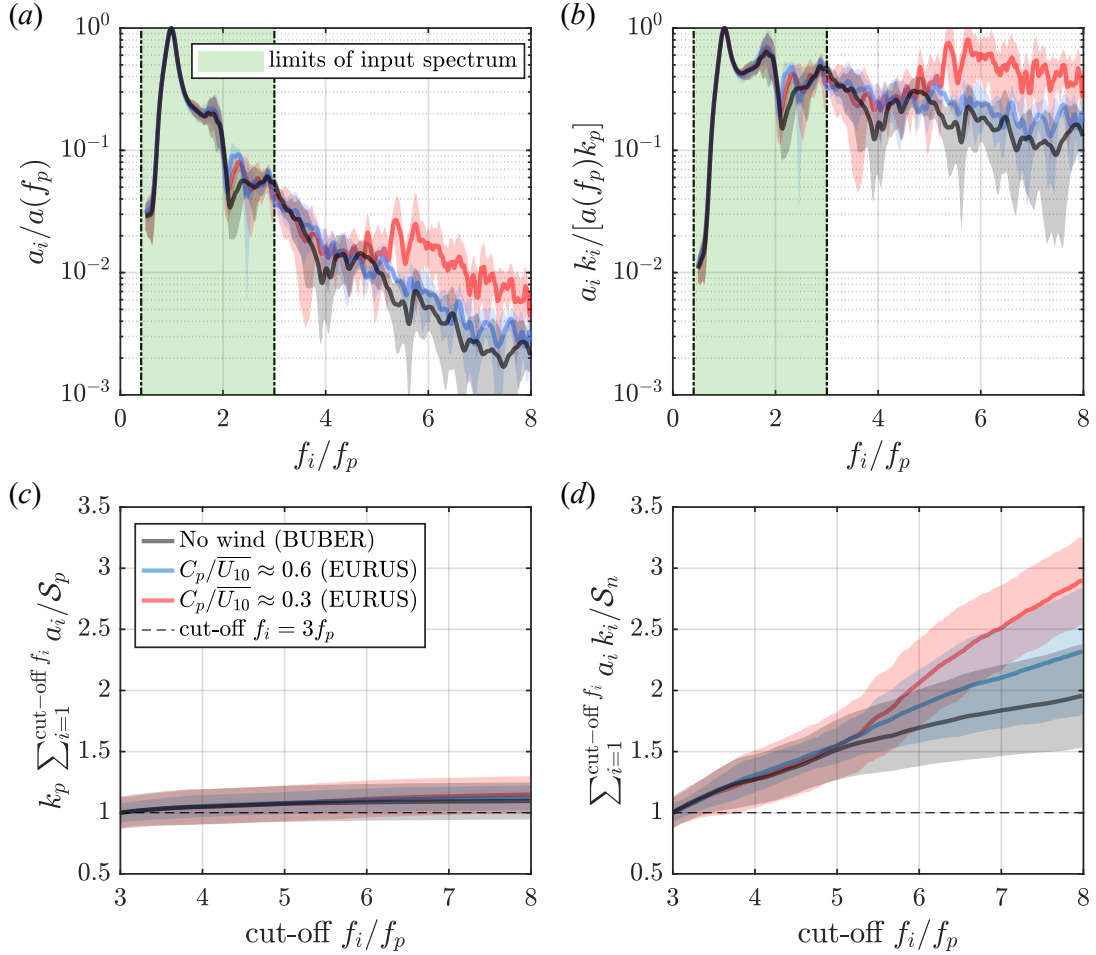 (a)
10^0
10^{-1}
10^{-2}
10^{-3}
a_i/a(f_p)
limits of input spectrum
0 2 4 6 8
f_i/f_p
(b)
10^0
10^{-1}
10^{-2}
10^{-3}
a_i k_i/[a(f_p)k_p]
0 2 4 6 8
f_i/f_p
(c)
3.5
3
2.5
2
1.5
1
0.5
k_p ∑_{i=1}^{cut-off f_i} a_i/𝒮_p
No wind (BUBER)
C_p/\overline{U_{10}} ≈ 0.6 (EURUS)
C_p/\overline{U_{10}} ≈ 0.3 (EURUS)
cut-off f_i = 3f_p
3 4 5 6 7 8
cut-off f_i/f_p
(d)
3.5
3
2.5
2
1.5
1
0.5
∑_{i=1}^{cut-off f_i} a_i k_i/𝒮_n
3 4 5 6 7 8
cut-off f_i/f_p